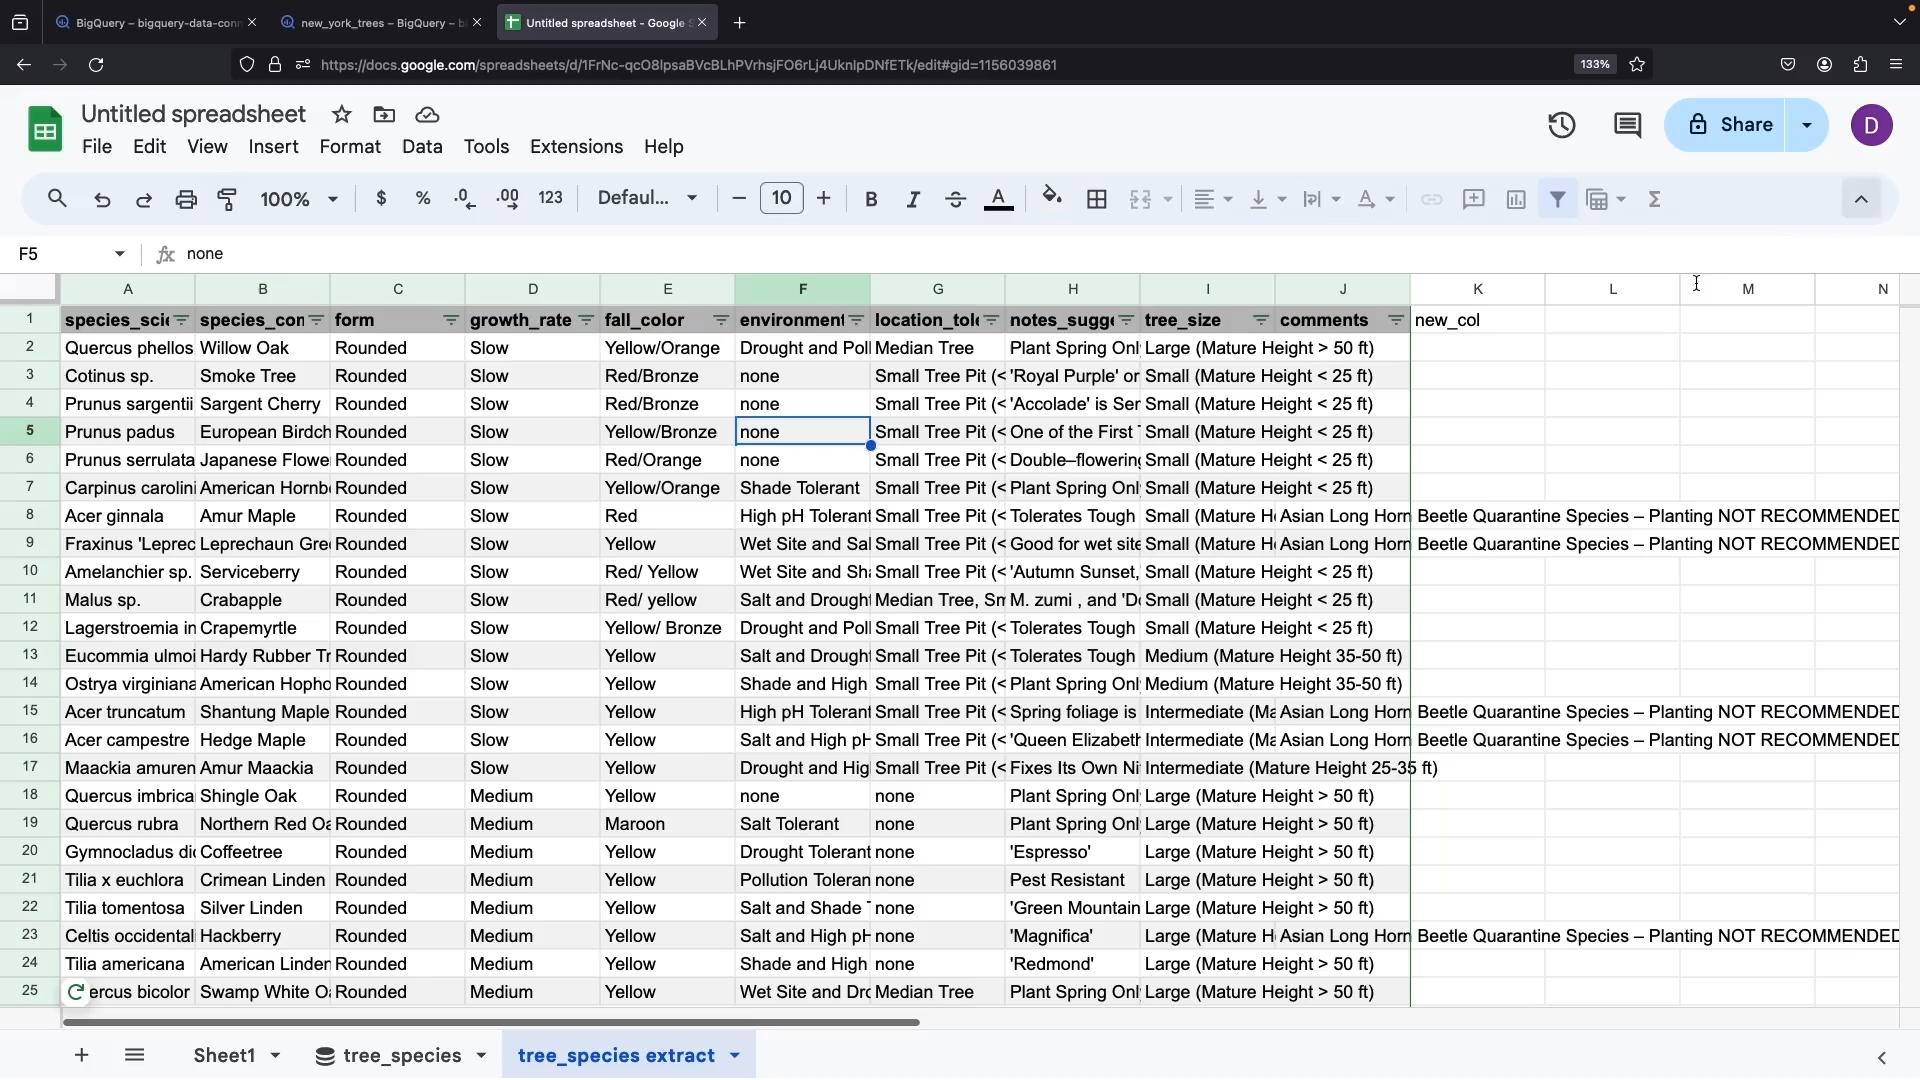 BigQuery – bigquery-data-conn
new_york_trees – BigQuery – b
Untitled spreadsheet - Google S
https://docs.google.com/spreadsheets/d/1FrNc-qcO8IpsaBVcBLhPVrhsjFO6rLj4UknlpDNfETk/edit#gid=1156039861
133%
Untitled spreadsheet
File Edit View Insert Format Data Tools Extensions Help
Share
D
100% $ % .0 .00 123 Defaul... 10 B I S A
F5 fx none
A B C D E F G H I J K L M N
1 species_scie species_con form growth_rate fall_color environment location_tole notes_sugge tree_size comments new_col
2 Quercus phellos Willow Oak Rounded Slow Yellow/Orange Drought and Poll Median Tree Plant Spring Onl Large (Mature Height > 50 ft)
3 Cotinus sp. Smoke Tree Rounded Slow Red/Bronze none Small Tree Pit (< 'Royal Purple' or Small (Mature Height < 25 ft)
4 Prunus sargentii Sargent Cherry Rounded Slow Red/Bronze none Small Tree Pit (< 'Accolade' is Ser Small (Mature Height < 25 ft)
5 Prunus padus European Birdch Rounded Slow Yellow/Bronze none Small Tree Pit (< One of the First T Small (Mature Height < 25 ft)
6 Prunus serrulata Japanese Flowe Rounded Slow Red/Orange none Small Tree Pit (< Double–flowering Small (Mature Height < 25 ft)
7 Carpinus carolini American Hornb Rounded Slow Yellow/Orange Shade Tolerant Small Tree Pit (< Plant Spring Onl Small (Mature Height < 25 ft)
8 Acer ginnala Amur Maple Rounded Slow Red High pH Tolerant Small Tree Pit (< Tolerates Tough Small (Mature He Asian Long Horn Beetle Quarantine Species – Planting NOT RECOMMENDED
9 Fraxinus 'Leprec Leprechaun Gree Rounded Slow Yellow Wet Site and Sal Small Tree Pit (< Good for wet site Small (Mature He Asian Long Horn Beetle Quarantine Species – Planting NOT RECOMMENDED
10 Amelanchier sp. Serviceberry Rounded Slow Red/ Yellow Wet Site and Sha Small Tree Pit (< 'Autumn Sunset, Small (Mature Height < 25 ft)
11 Malus sp. Crabapple Rounded Slow Red/ yellow Salt and Drought Median Tree, Sm M. zumi , and 'Do Small (Mature Height < 25 ft)
12 Lagerstroemia in Crapemyrtle Rounded Slow Yellow/ Bronze Drought and Poll Small Tree Pit (< Tolerates Tough Small (Mature Height < 25 ft)
13 Eucommia ulmoi Hardy Rubber Tr Rounded Slow Yellow Salt and Drought Small Tree Pit (< Tolerates Tough Medium (Mature Height 35-50 ft)
14 Ostrya virginiana American Hopho Rounded Slow Yellow Shade and High Small Tree Pit (< Plant Spring Onl Medium (Mature Height 35-50 ft)
15 Acer truncatum Shantung Maple Rounded Slow Yellow High pH Tolerant Small Tree Pit (< Spring foliage is Intermediate (Ma Asian Long Horn Beetle Quarantine Species – Planting NOT RECOMMENDED
16 Acer campestre Hedge Maple Rounded Slow Yellow Salt and High pH Small Tree Pit (< 'Queen Elizabeth Intermediate (Ma Asian Long Horn Beetle Quarantine Species – Planting NOT RECOMMENDED
17 Maackia amuren Amur Maackia Rounded Slow Yellow Drought and Hig Small Tree Pit (< Fixes Its Own Ni Intermediate (Mature Height 25-35 ft)
18 Quercus imbrica Shingle Oak Rounded Medium Yellow none none Plant Spring Onl Large (Mature Height > 50 ft)
19 Quercus rubra Northern Red Oa Rounded Medium Maroon Salt Tolerant none Plant Spring Onl Large (Mature Height > 50 ft)
20 Gymnocladus dio Coffeetree Rounded Medium Yellow Drought Tolerant none 'Espresso' Large (Mature Height > 50 ft)
21 Tilia x euchlora Crimean Linden Rounded Medium Yellow Pollution Toleran none Pest Resistant Large (Mature Height > 50 ft)
22 Tilia tomentosa Silver Linden Rounded Medium Yellow Salt and Shade T none 'Green Mountain Large (Mature Height > 50 ft)
23 Celtis occidentali Hackberry Rounded Medium Yellow Salt and High pH none 'Magnifica' Large (Mature He Asian Long Horn Beetle Quarantine Species – Planting NOT RECOMMENDED
24 Tilia americana American Linden Rounded Medium Yellow Shade and High none 'Redmond' Large (Mature Height > 50 ft)
25 ercus bicolor Swamp White Oa Rounded Medium Yellow Wet Site and Dro Median Tree Plant Spring Onl Large (Mature Height > 50 ft)
Sheet1 tree_species tree_species extract